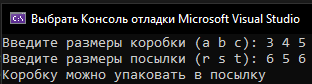 Выбрать Консоль отладки Microsoft Visual Studio
Введите размеры коробки (a b c): 3 4 5
Введите размеры посылки (r s t): 6 5 6
Коробку можно упаковать в посылку